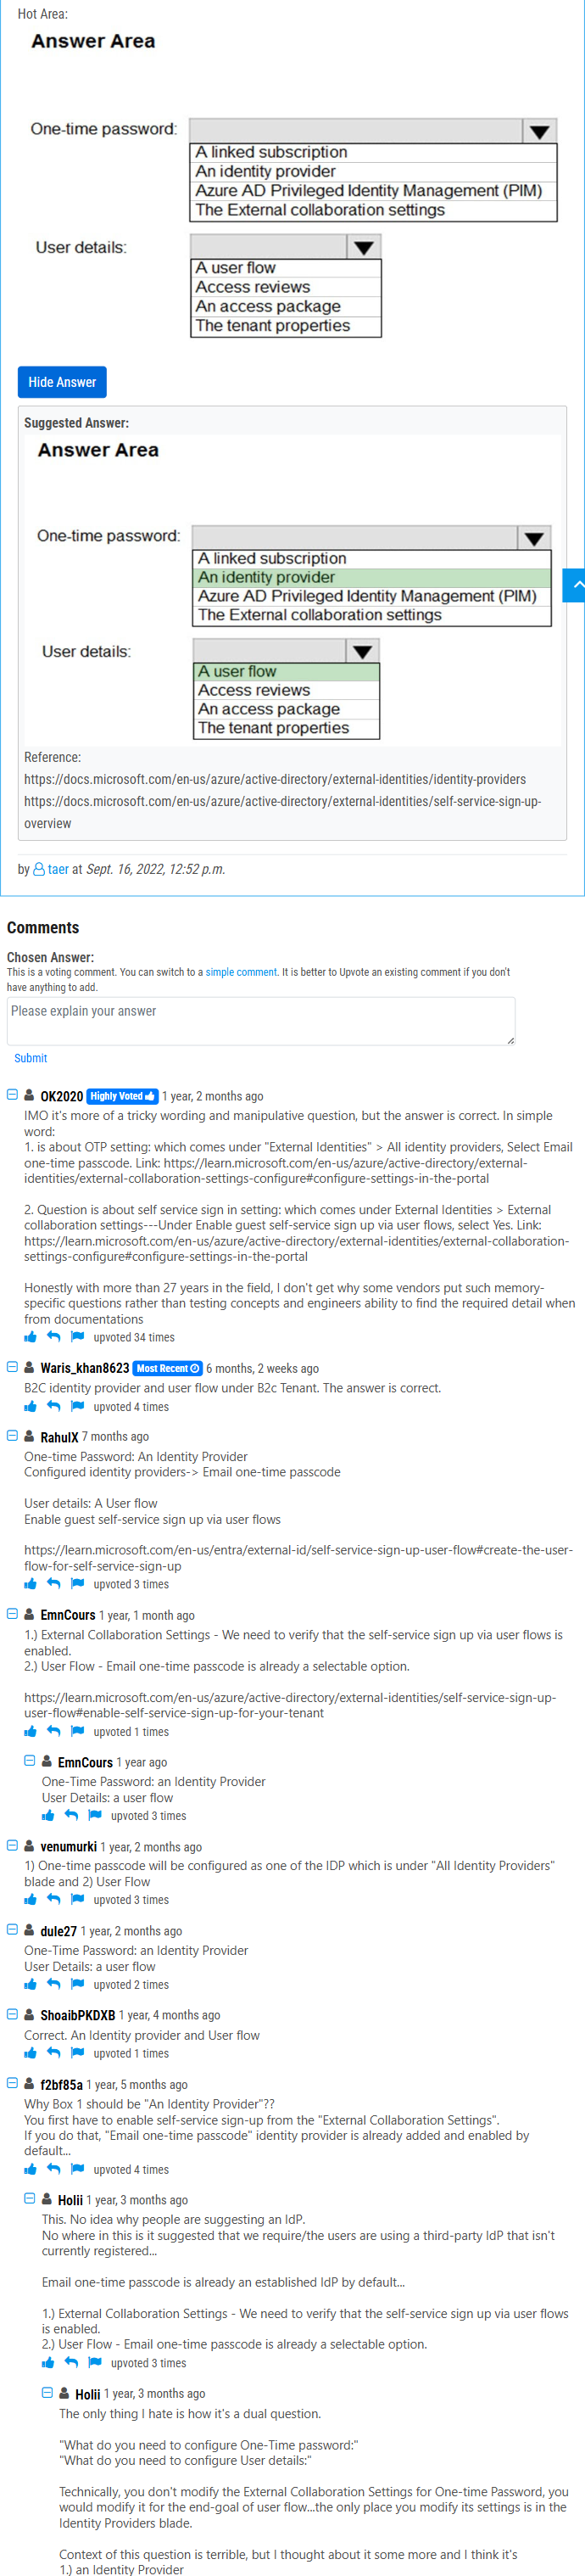 Hot Area:
Answer Area
One-time password:
A linked subscription
An identity provider
Azure AD Privileged Identity Management (PIM)
The External collaboration settings
User details:
A user flow
Access reviews
An access package
The tenant properties
Hide Answer
Suggested Answer:
Answer Area
One-time password:
A linked subscription
An identity provider
Azure AD Privileged Identity Management (PIM)
The External collaboration settings
User details:
A user flow
Access reviews
An access package
The tenant properties
Reference:
https://docs.microsoft.com/en-us/azure/active-directory/external-identities/identity-providers
https://docs.microsoft.com/en-us/azure/active-directory/external-identities/self-service-sign-up-
overview
by taer at Sept. 16, 2022, 12:52 p.m.
Comments
Chosen Answer:
This is a voting comment. You can switch to a simple comment. It is better to Upvote an existing comment if you don't
have anything to add.
Please explain your answer
Submit
OK2020 Highly Voted 1 year, 2 months ago
IMO it's more of a tricky wording and manipulative question, but the answer is correct. In simple
word:
1. is about OTP setting: which comes under "External Identities" > All identity providers, Select Email
one-time passcode. Link: https://learn.microsoft.com/en-us/azure/active-directory/external-
identities/external-collaboration-settings-configure#configure-settings-in-the-portal
2. Question is about self service sign in setting: which comes under External Identities > External
collaboration settings---Under Enable guest self-service sign up via user flows, select Yes. Link:
https://learn.microsoft.com/en-us/azure/active-directory/external-identities/external-collaboration-
settings-configure#configure-settings-in-the-portal
Honestly with more than 27 years in the field, I don't get why some vendors put such memory-
specific questions rather than testing concepts and engineers ability to find the required detail when
from documentations
upvoted 34 times
Waris_khan8623 Most Recent 6 months, 2 weeks ago
B2C identity provider and user flow under B2c Tenant. The answer is correct.
upvoted 4 times
RahulX 7 months ago
One-time Password: An Identity Provider
Configured identity providers-> Email one-time passcode
User details: A User flow
Enable guest self-service sign up via user flows
https://learn.microsoft.com/en-us/entra/external-id/self-service-sign-up-user-flow#create-the-user-
flow-for-self-service-sign-up
upvoted 3 times
EmnCours 1 year, 1 month ago
1.) External Collaboration Settings - We need to verify that the self-service sign up via user flows is
enabled.
2.) User Flow - Email one-time passcode is already a selectable option.
https://learn.microsoft.com/en-us/azure/active-directory/external-identities/self-service-sign-up-
user-flow#enable-self-service-sign-up-for-your-tenant
upvoted 1 times
EmnCours 1 year ago
One-Time Password: an Identity Provider
User Details: a user flow
upvoted 3 times
venumurki 1 year, 2 months ago
1) One-time passcode will be configured as one of the IDP which is under "All Identity Providers"
blade and 2) User Flow
upvoted 3 times
dule27 1 year, 2 months ago
One-Time Password: an Identity Provider
User Details: a user flow
upvoted 2 times
ShoaibPKDXB 1 year, 4 months ago
Correct. An Identity provider and User flow
upvoted 1 times
f2bf85a 1 year, 5 months ago
Why Box 1 should be "An Identity Provider"??
You first have to enable self-service sign-up from the "External Collaboration Settings".
If you do that, "Email one-time passcode" identity provider is already added and enabled by
default...
upvoted 4 times
Holii 1 year, 3 months ago
This. No idea why people are suggesting an IdP.
No where in this is it suggested that we require/the users are using a third-party IdP that isn't
currently registered...
Email one-time passcode is already an established IdP by default...
1.) External Collaboration Settings - We need to verify that the self-service sign up via user flows
is enabled.
2.) User Flow - Email one-time passcode is already a selectable option.
upvoted 3 times
Holii 1 year, 3 months ago
The only thing I hate is how it's a dual question.
"What do you need to configure One-Time password:"
"What do you need to configure User details:"
Technically, you don't modify the External Collaboration Settings for One-time Password, you
would modify it for the end-goal of user flow...the only place you modify its settings is in the
Identity Providers blade.
Context of this question is terrible, but I thought about it some more and I think it's
1.) an Identity Provider